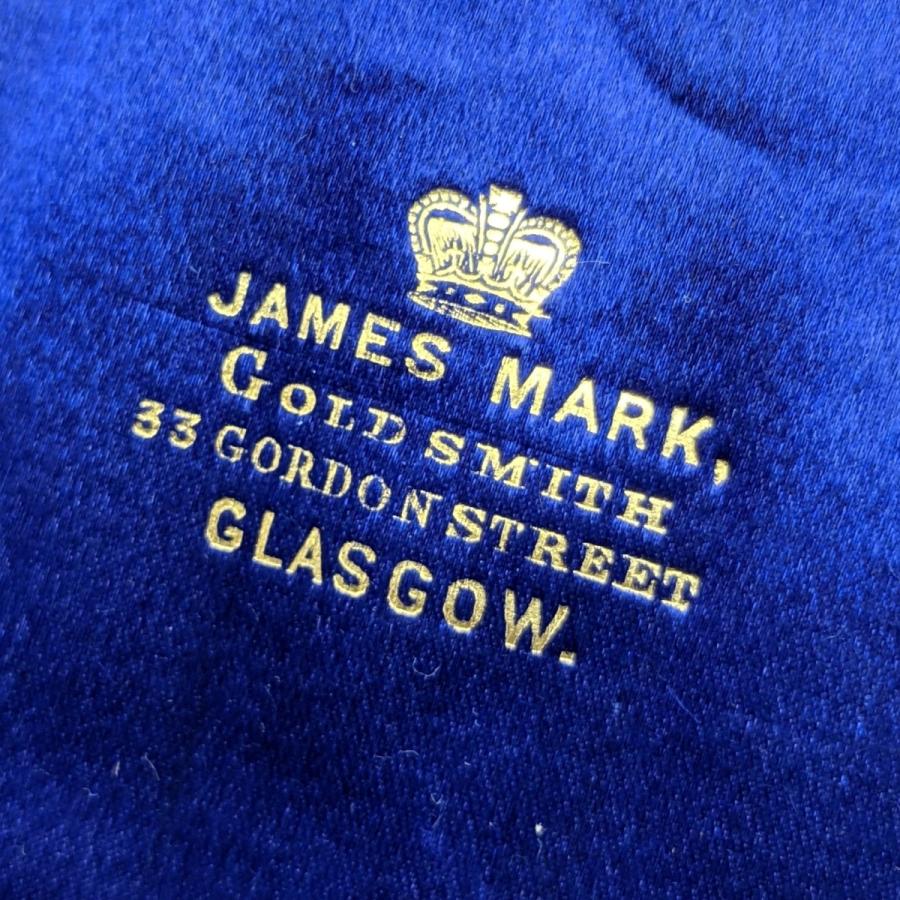 JAMES MARK,
GOLDSMITH
33 GORDON STREET
GLASGOW.